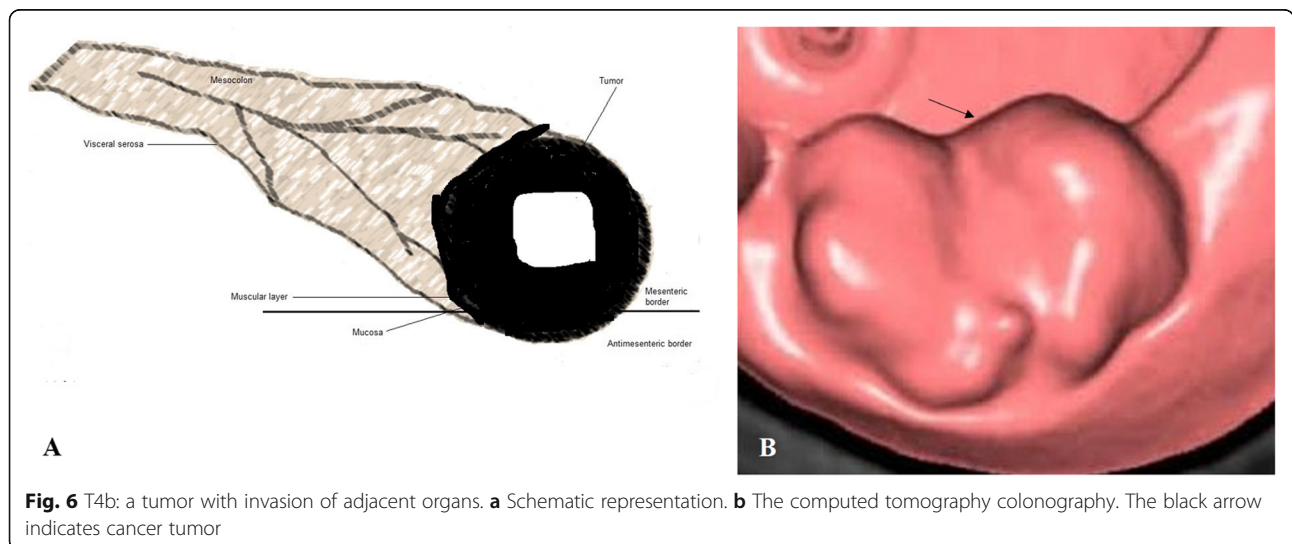 Mesocolon
Tumor
Visceral serosa
Muscular layer
Mesenteric
border
Mucosa
Antimesenteric border
A
B
Fig. 6 T4b: a tumor with invasion of adjacent organs. a Schematic representation. b The computed tomography colonography. The black arrow
indicates cancer tumor